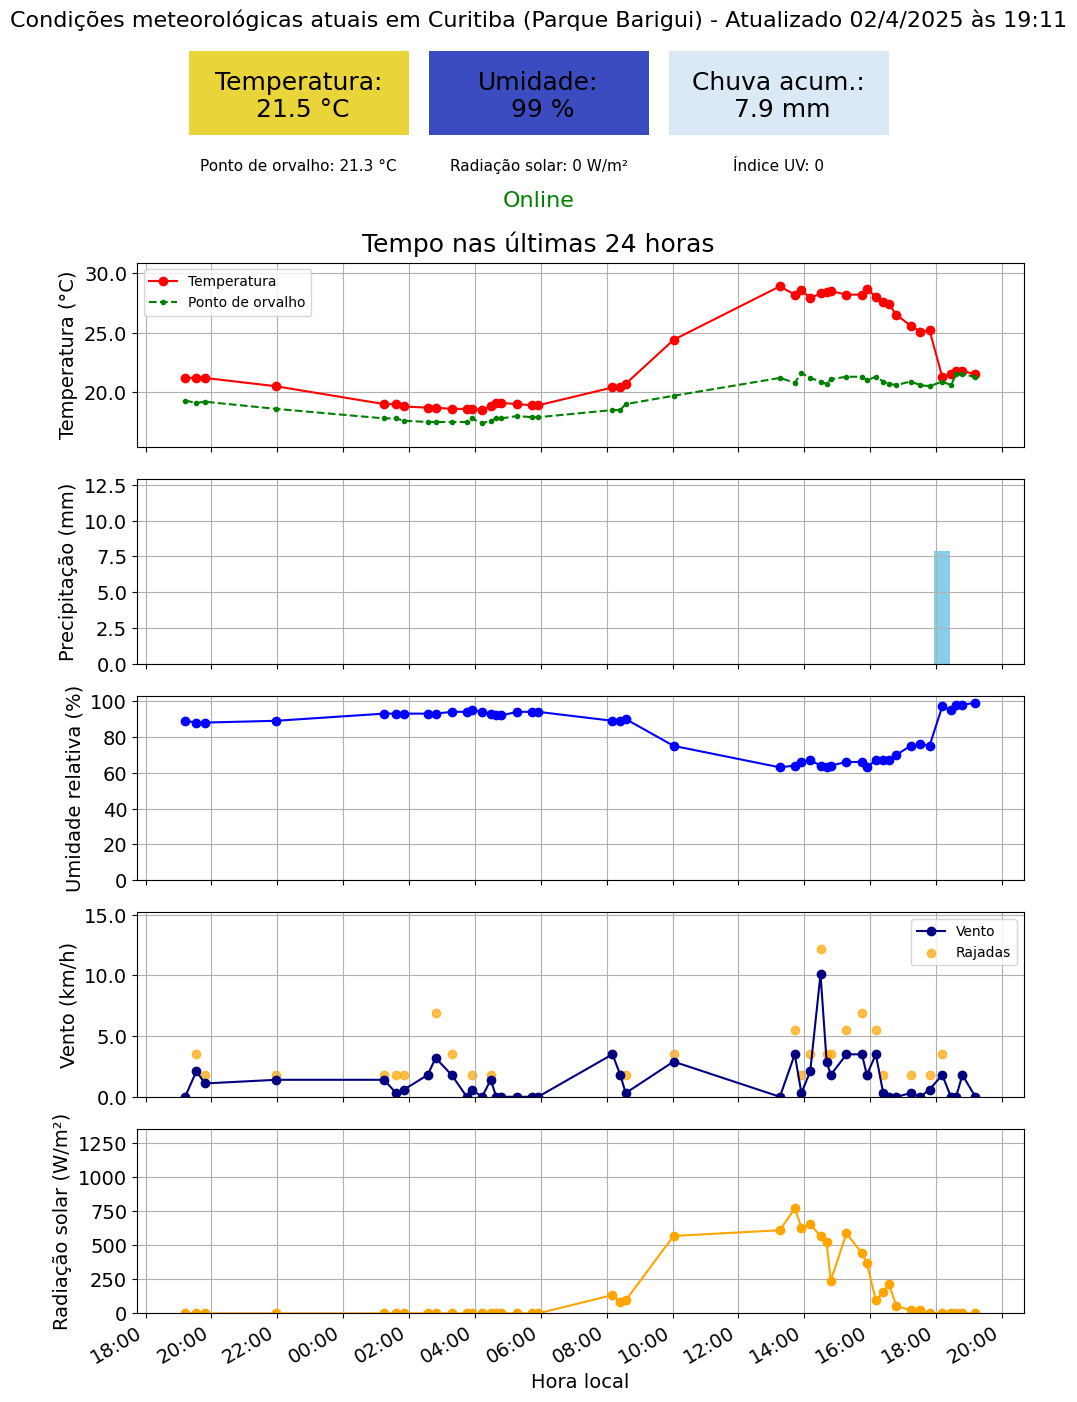 Condições meteorológicas atuais em Curitiba (Parque Barigui) - Atualizado 02/4/2025 às 19:11
Temperatura:
21.5 °C
Umidade:
99 %
Chuva acum.:
7.9 mm
Ponto de orvalho: 21.3 °C
Radiação solar: 0 W/m²
Índice UV: 0
Online
Tempo nas últimas 24 horas
Temperatura (°C)
30.0
25.0
20.0
Temperatura
Ponto de orvalho
Precipitação (mm)
12.5
10.0
7.5
5.0
2.5
0.0
Umidade relativa (%)
100
80
60
40
20
0
Vento (km/h)
15.0
10.0
5.0
0.0
Vento
Rajadas
Radiação solar (W/m²)
1250
1000
750
500
250
0
18:00 20:00 22:00 00:00 02:00 04:00 06:00 08:00 10:00 12:00 14:00 16:00 18:00 20:00
Hora local